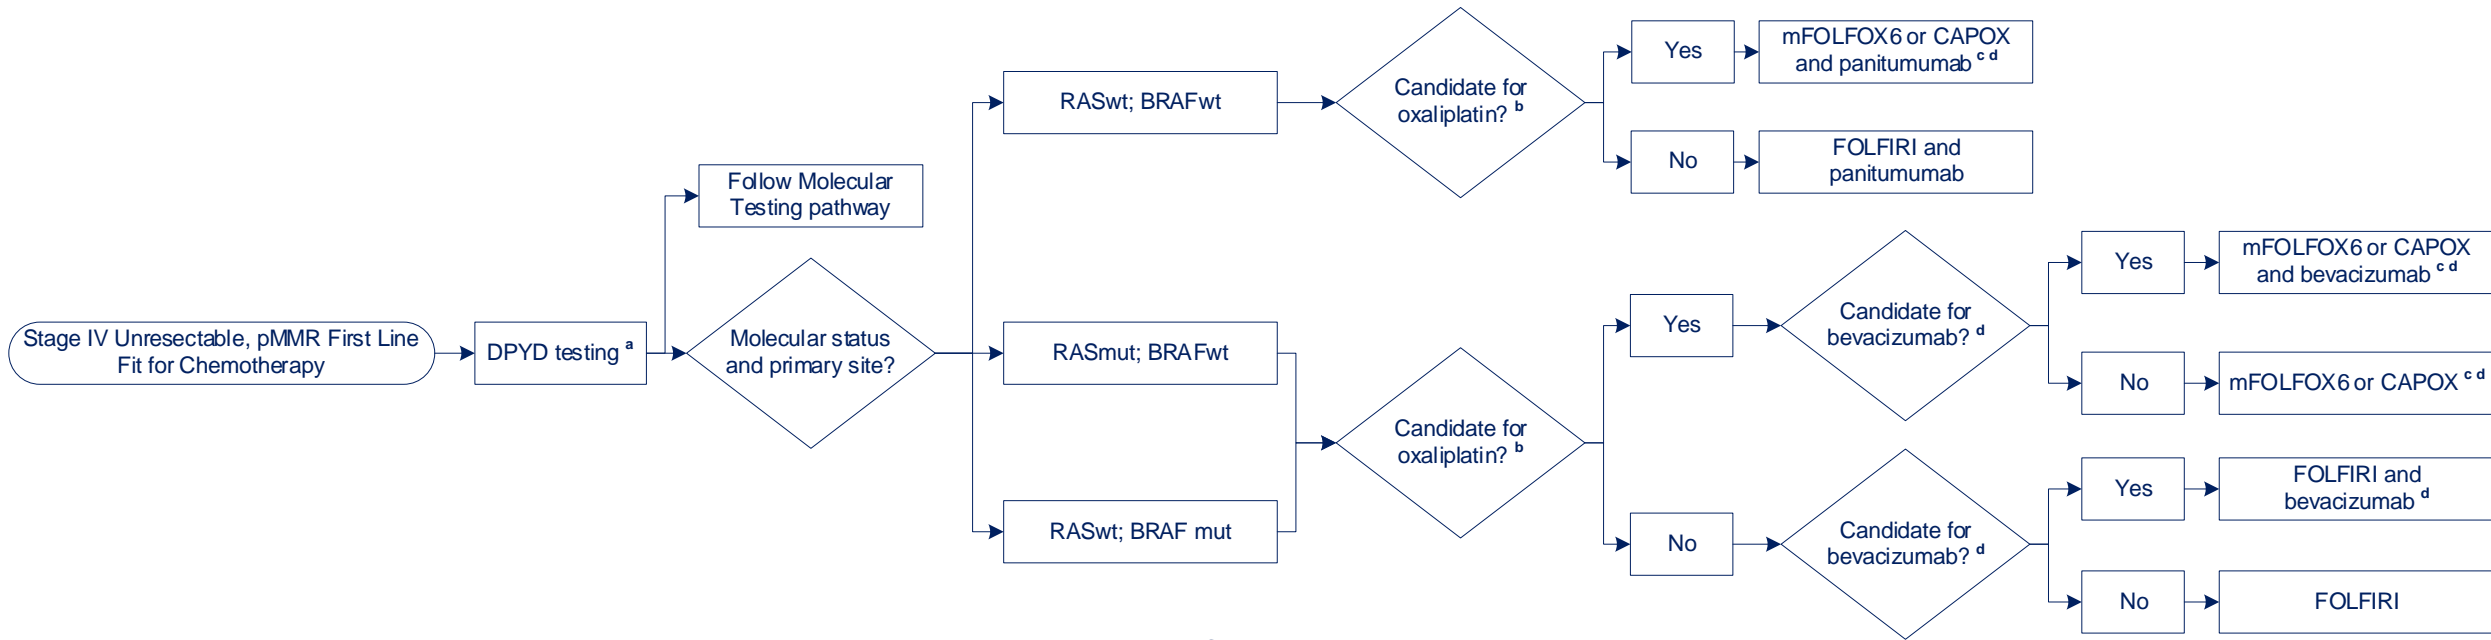 Stage IV Unresectable, pMMR First Line
Fit for Chemotherapy
DPYD testing a
Follow Molecular
Testing pathway
Molecular status
and primary site?
RASwt; BRAFwt
Candidate for
oxaliplatin? b
Yes
mFOLFOX6 or CAPOX
and panitumumab c d
No
FOLFIRI and
panitumumab
RASmut; BRAFwt
RASwt; BRAF mut
Candidate for
oxaliplatin? b
Yes
Candidate for
bevacizumab? d
Yes
mFOLFOX6 or CAPOX
and bevacizumab c d
No
mFOLFOX6 or CAPOX c d
No
Candidate for
bevacizumab? d
Yes
FOLFIRI and
bevacizumab d
No
FOLFIRI